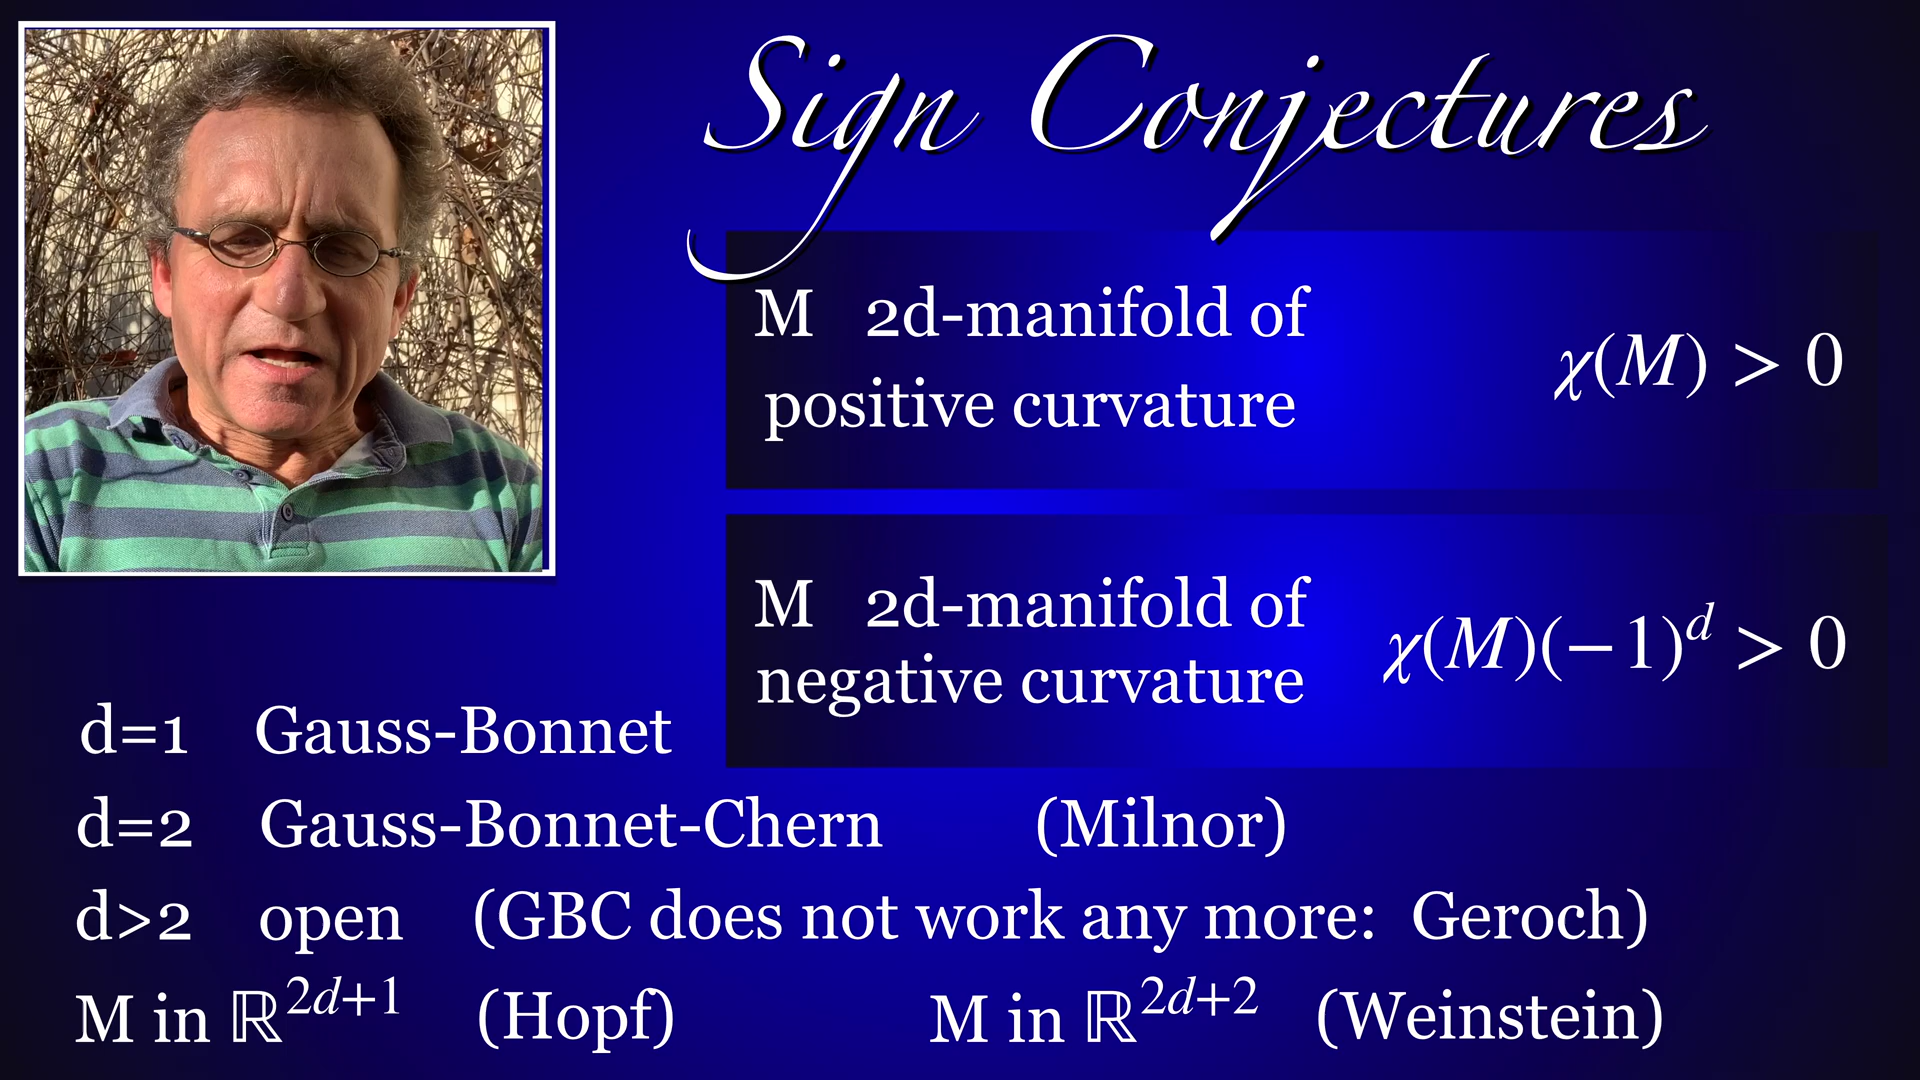 Sign Conjectures
M 2d-manifold of
positive curvature
χ(M) > 0
M 2d-manifold of
negative curvature
χ(M)(−1)ᵈ > 0
d=1 Gauss-Bonnet
d=2 Gauss-Bonnet-Chern (Milnor)
d>2 open (GBC does not work any more: Geroch)
M in ℝ²ᵈ⁺¹ (Hopf) M in ℝ²ᵈ⁺² (Weinstein)